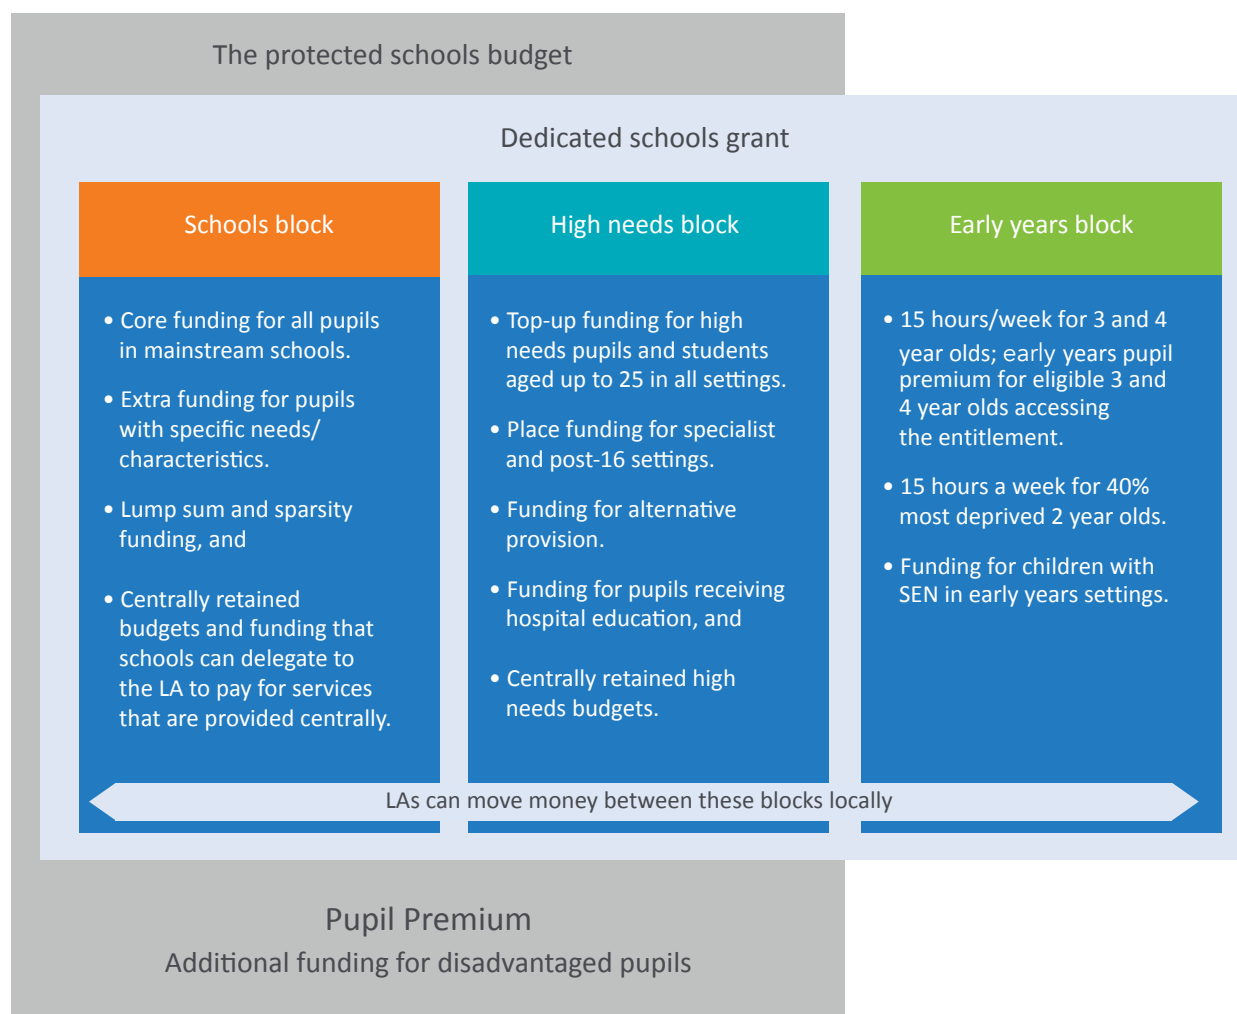 The protected schools budget
Dedicated schools grant
Schools block
• Core funding for all pupils
in mainstream schools.
• Extra funding for pupils
with specific needs/
characteristics.
• Lump sum and sparsity
funding, and
• Centrally retained
budgets and funding that
schools can delegate to
the LA to pay for services
that are provided centrally.
High needs block
• Top-up funding for high
needs pupils and students
aged up to 25 in all settings.
• Place funding for specialist
and post-16 settings.
• Funding for alternative
provision.
• Funding for pupils receiving
hospital education, and
• Centrally retained high
needs budgets.
Early years block
• 15 hours/week for 3 and 4
year olds; early years pupil
premium for eligible 3 and
4 year olds accessing
the entitlement.
• 15 hours a week for 40%
most deprived 2 year olds.
• Funding for children with
SEN in early years settings.
LAs can move money between these blocks locally
Pupil Premium
Additional funding for disadvantaged pupils